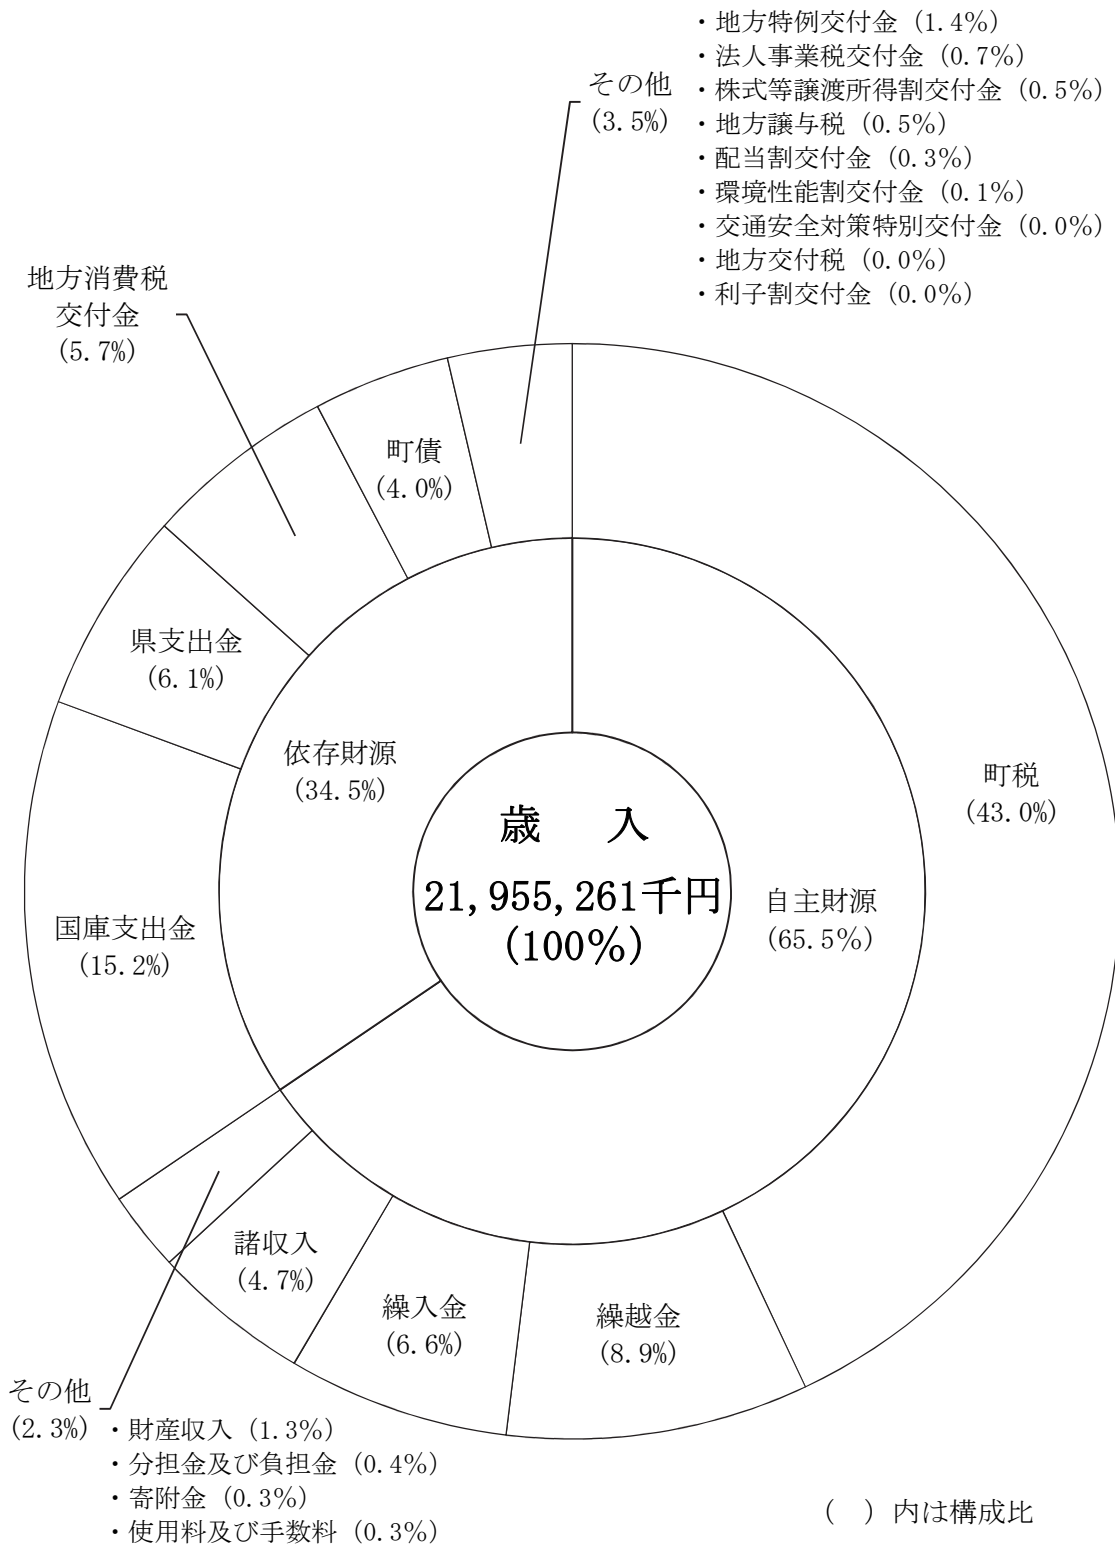 ・地方特例交付金（1.4%）
・法人事業税交付金（0.7%）
・株式等譲渡所得割交付金（0.5%）
・地方譲与税（0.5%）
・配当割交付金（0.3%）
・環境性能割交付金（0.1%）
・交通安全対策特別交付金（0.0%）
・地方交付税（0.0%）
・利子割交付金（0.0%）
その他
（3.5%）
地方消費税
交付金
（5.7%）
町債
（4.0%）
県支出金
（6.1%）
依存財源
（34.5%）
町税
（43.0%）
歳　入
21,955,261千円
（100%）
自主財源
（65.5%）
国庫支出金
（15.2%）
諸収入
（4.7%）
繰入金
（6.6%）
繰越金
（8.9%）
その他
（2.3%）
・財産収入（1.3%）
・分担金及び負担金（0.4%）
・寄附金（0.3%）
・使用料及び手数料（0.3%）
（　）内は構成比